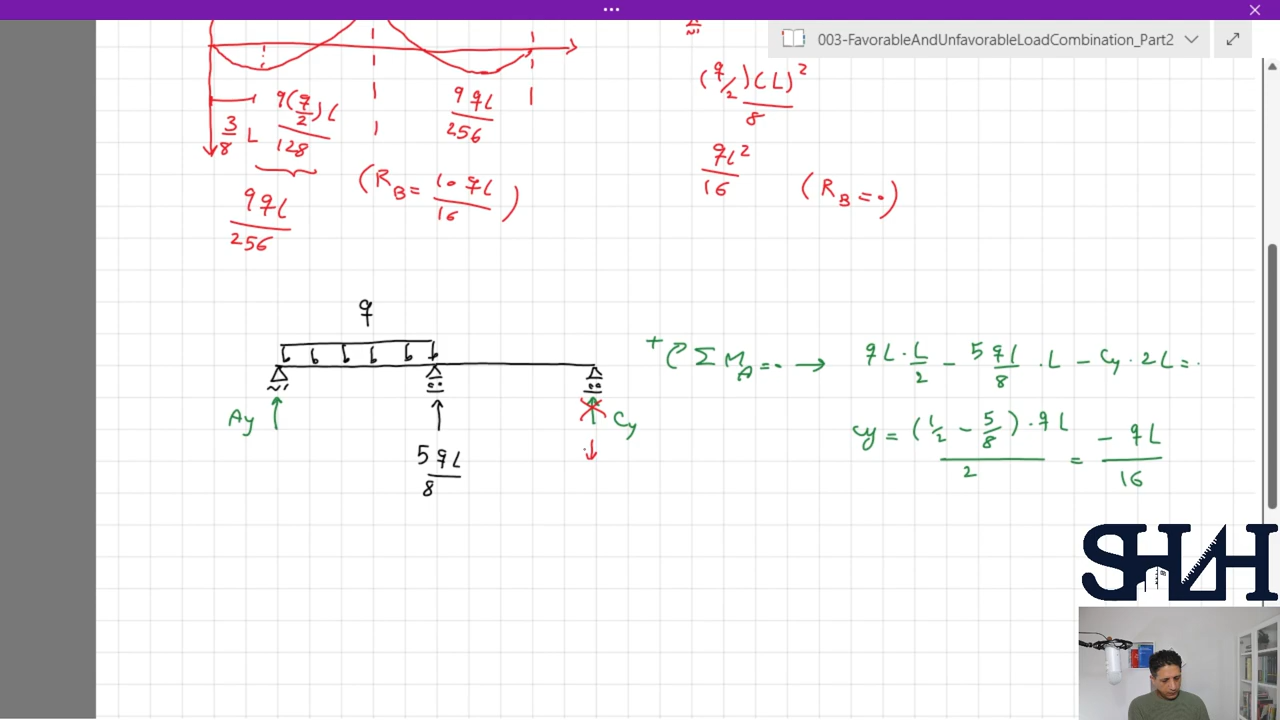 003-FavorableAndUnfavorableLoadCombination_Part2
(q/2)(L)²/8
3/8 L
9(q/2)L/128
9qL/256
qL²/16
(R_B = 10qL/16)
(R_B = 0)
9qL/256
q
+ ΣM_A = 0 → qL · L/2 − 5qL/8 · L − Cy · 2L = 0
Ay
Cy
Cy = (1/2 − 5/8) · qL / 2 = −qL/16
5qL/8
SHLH